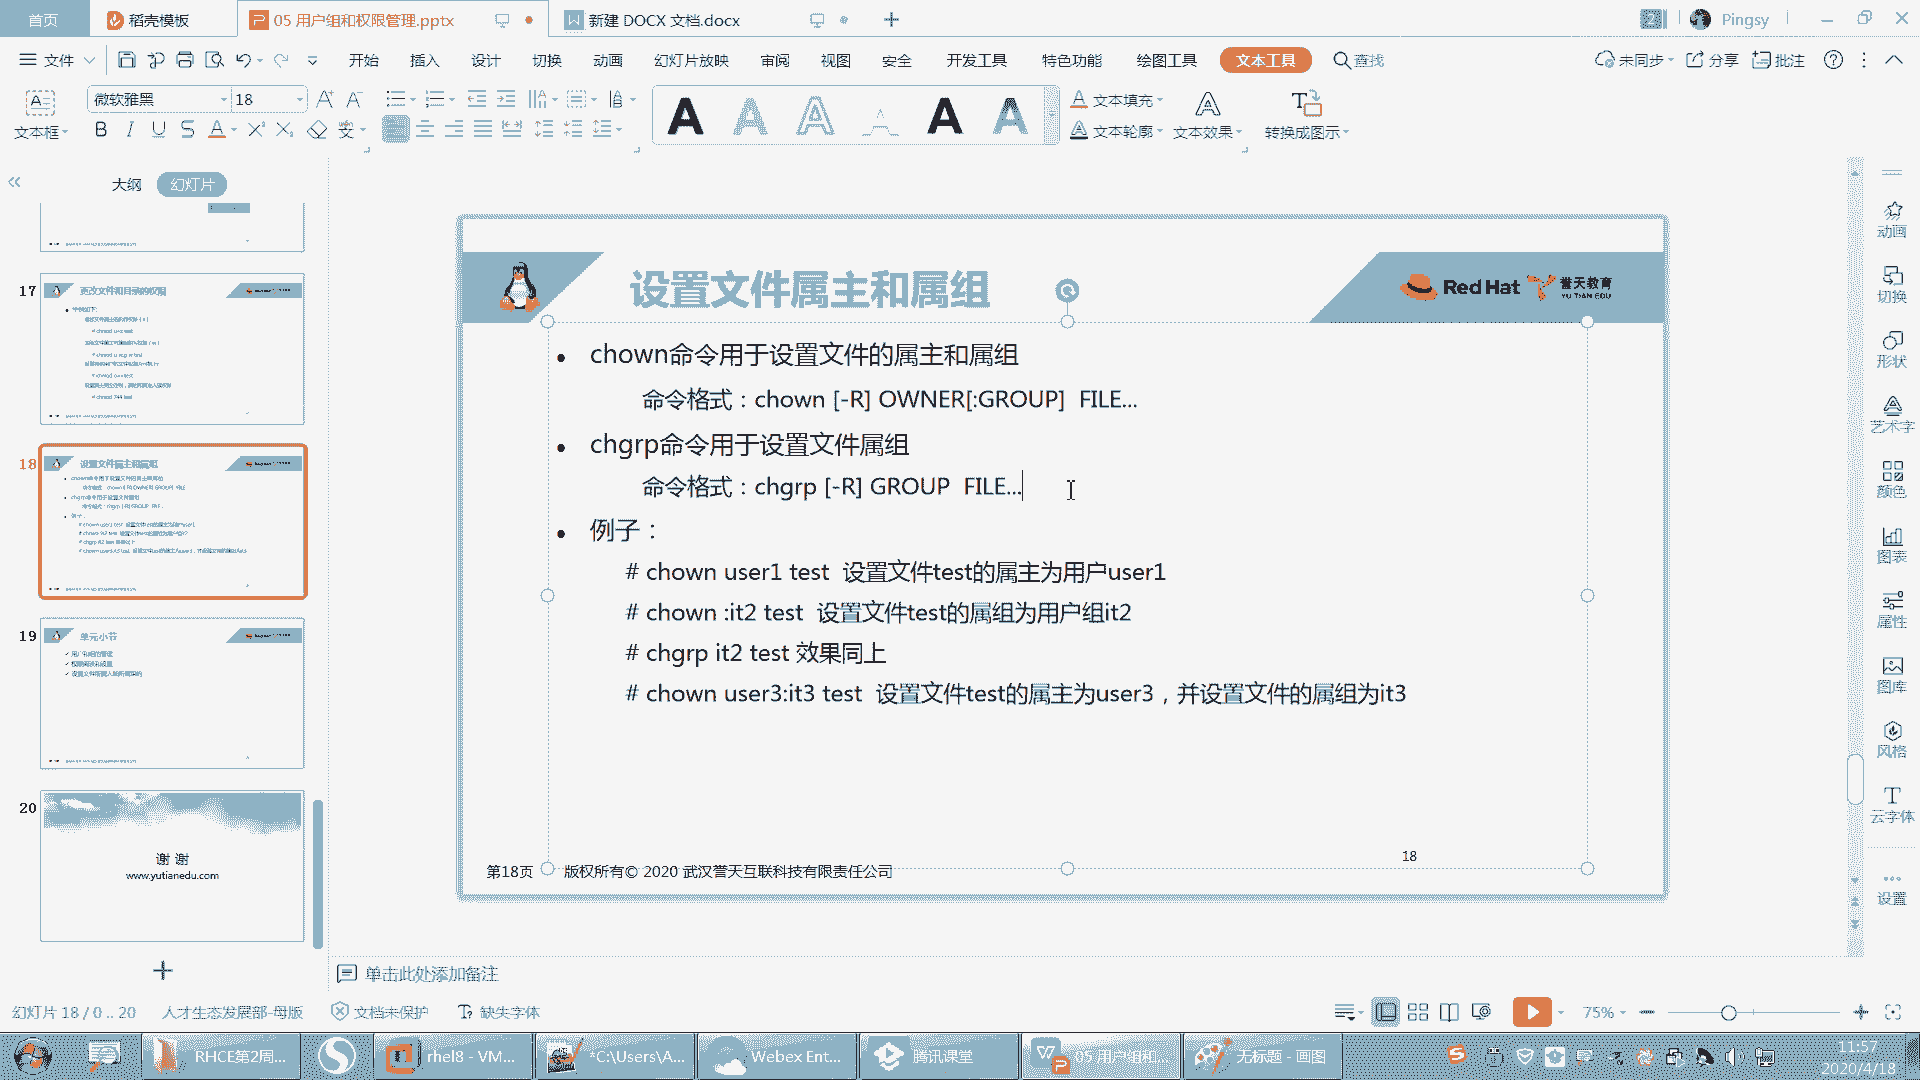 首页
稻壳模板
05 用户组和权限管理.pptx
新建 DOCX 文档.docx
Pingsy
文件
开始
插入
设计
切换
动画
幻灯片放映
审阅
视图
安全
开发工具
特色功能
绘图工具
文本工具
查找
未同步
分享
批注
文本框
微软雅黑
18
文本填充
文本轮廓
文本效果
转换成图示
大纲
幻灯片
17
更改文件和目录的权限
18
设置文件属主和属组
19
单元小节
20
谢 谢
www.yutianedu.com
设置文件属主和属组
Red Hat
誉天教育
YU TIAN EDU
• chown命令用于设置文件的属主和属组
命令格式：chown [-R] OWNER[:GROUP] FILE...
• chgrp命令用于设置文件属组
命令格式：chgrp [-R] GROUP FILE...
• 例子：
# chown user1 test 设置文件test的属主为用户user1
# chown :it2 test 设置文件test的属组为用户组it2
# chgrp it2 test 效果同上
# chown user3:it3 test 设置文件test的属主为user3，并设置文件的属组为it3
18
第18页
版权所有© 2020 武汉誉天互联科技有限责任公司
动画
切换
形状
艺术字
颜色
图表
属性
图库
风格
云字体
设置
单击此处添加备注
幻灯片 18 / 0 .. 20
人才生态发展部-母版
文档未保护
缺失字体
75%
RHCE第2周...
rhel8 - VM...
*C:\Users\A...
Webex Ent...
腾讯课堂
05 用户组和...
无标题 - 画图
11:57
2020/4/18